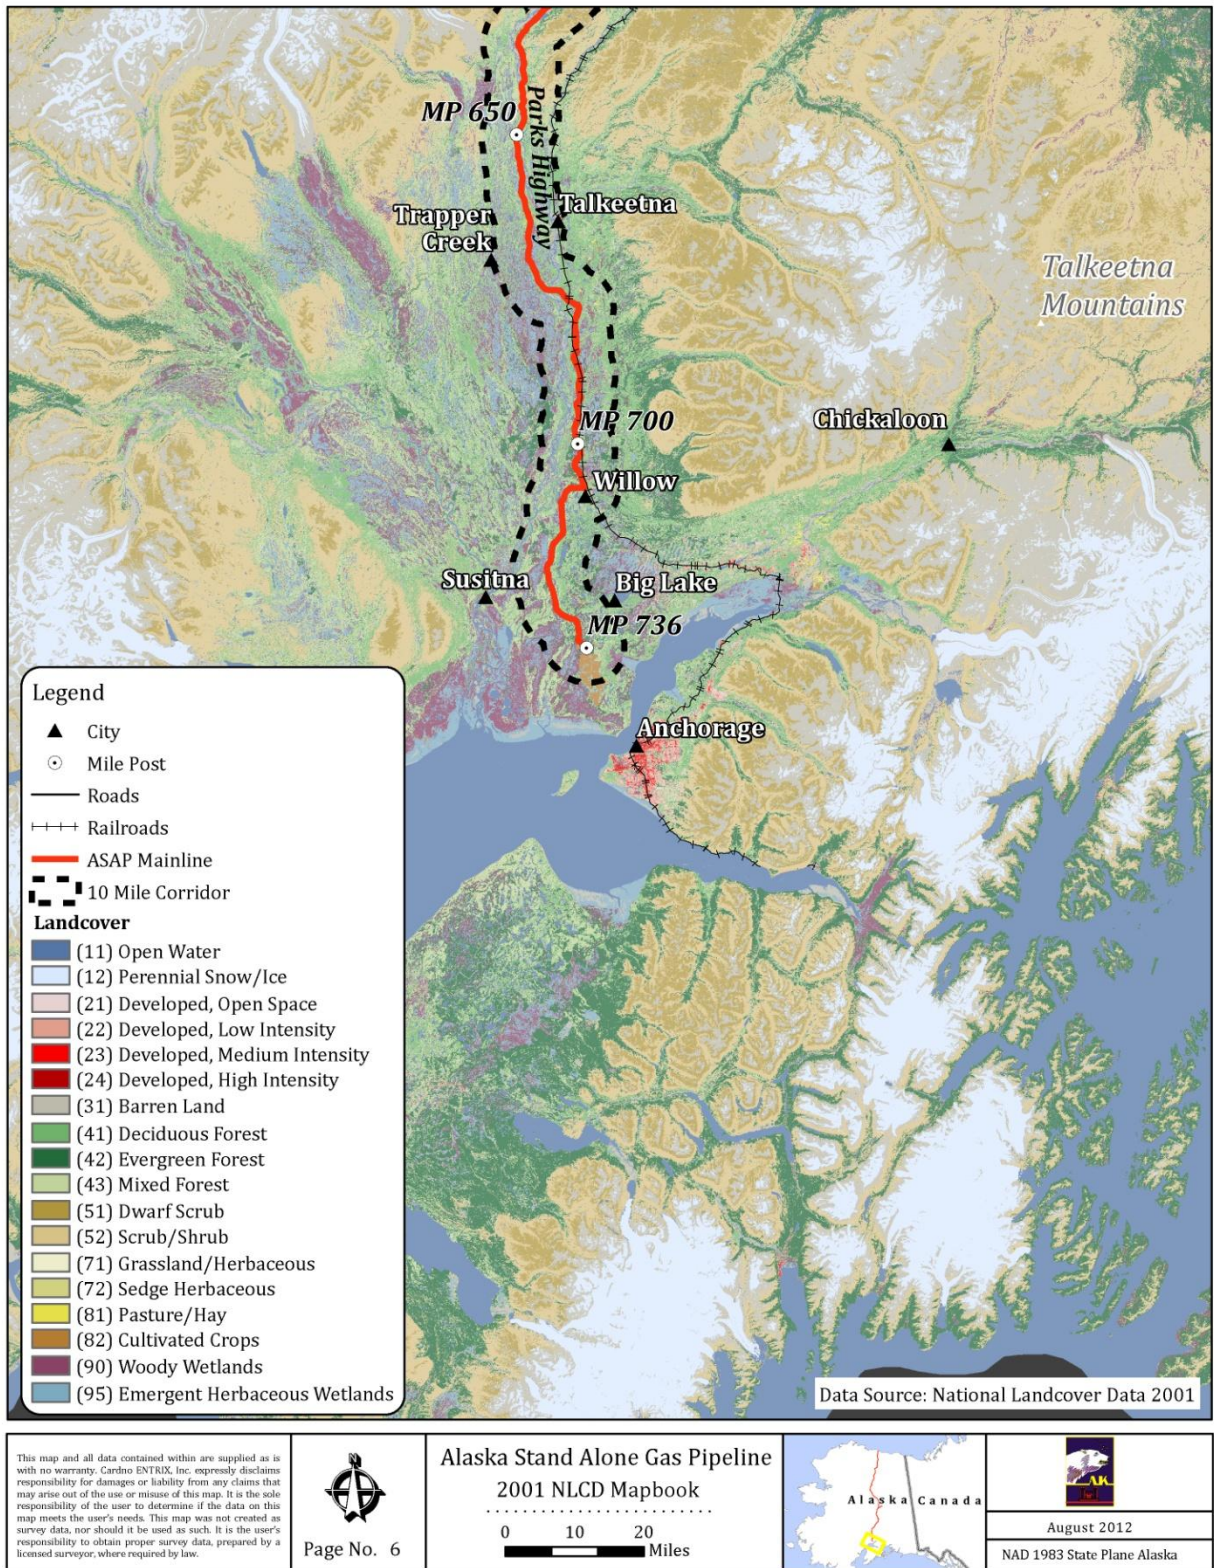 MP 650
Parks Highway
Talkeetna
Trapper
Creek
Talkeetna
Mountains
MP 700
Chickaloon
Willow
Susitna
Big Lake
MP 736
Anchorage
Legend
City
Mile Post
Roads
Railroads
ASAP Mainline
10 Mile Corridor
Landcover
(11) Open Water
(12) Perennial Snow/Ice
(21) Developed, Open Space
(22) Developed, Low Intensity
(23) Developed, Medium Intensity
(24) Developed, High Intensity
(31) Barren Land
(41) Deciduous Forest
(42) Evergreen Forest
(43) Mixed Forest
(51) Dwarf Scrub
(52) Scrub/Shrub
(71) Grassland/Herbaceous
(72) Sedge Herbaceous
(81) Pasture/Hay
(82) Cultivated Crops
(90) Woody Wetlands
(95) Emergent Herbaceous Wetlands
Data Source: National Landcover Data 2001
This map and all data contained within are supplied as is
with no warranty. Cardno ENTRIX, Inc. expressly disclaims
responsibility for damages or liability from any claims that
may arise out of the use or misuse of this map. It is the sole
responsibility of the user to determine if the data on this
map meets the user's needs. This map was not created as
survey data, nor should it be used as such. It is the user's
responsibility to obtain proper survey data, prepared by a
licensed surveyor, where required by law.
Page No. 6
Alaska Stand Alone Gas Pipeline
2001 NLCD Mapbook
0 10 20
Miles
Alaska Canada
AK
August 2012
NAD 1983 State Plane Alaska